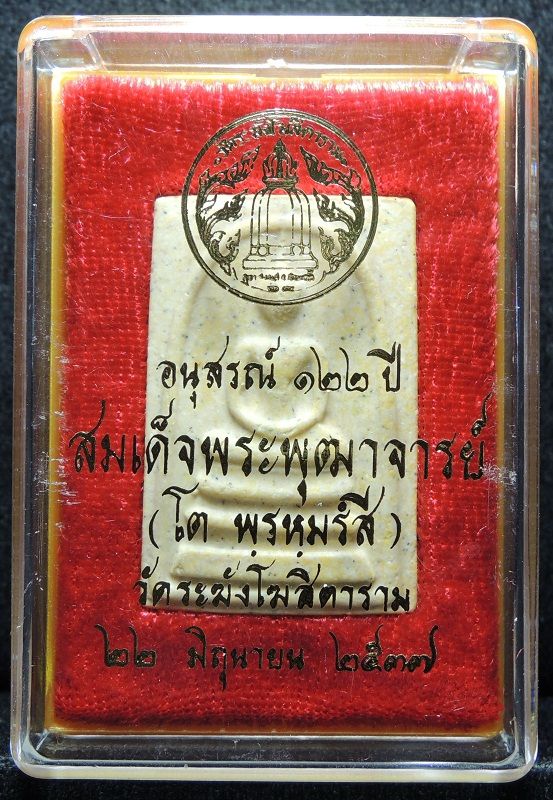 อนุสรณ์ ๑๒๒ ปี
สมเด็จพระพุฒาจารย์
(โต พฺรหฺมรํสี)
วัดระฆังโฆสิตาราม
๒๒ มิถุนายน ๒๕๓๗